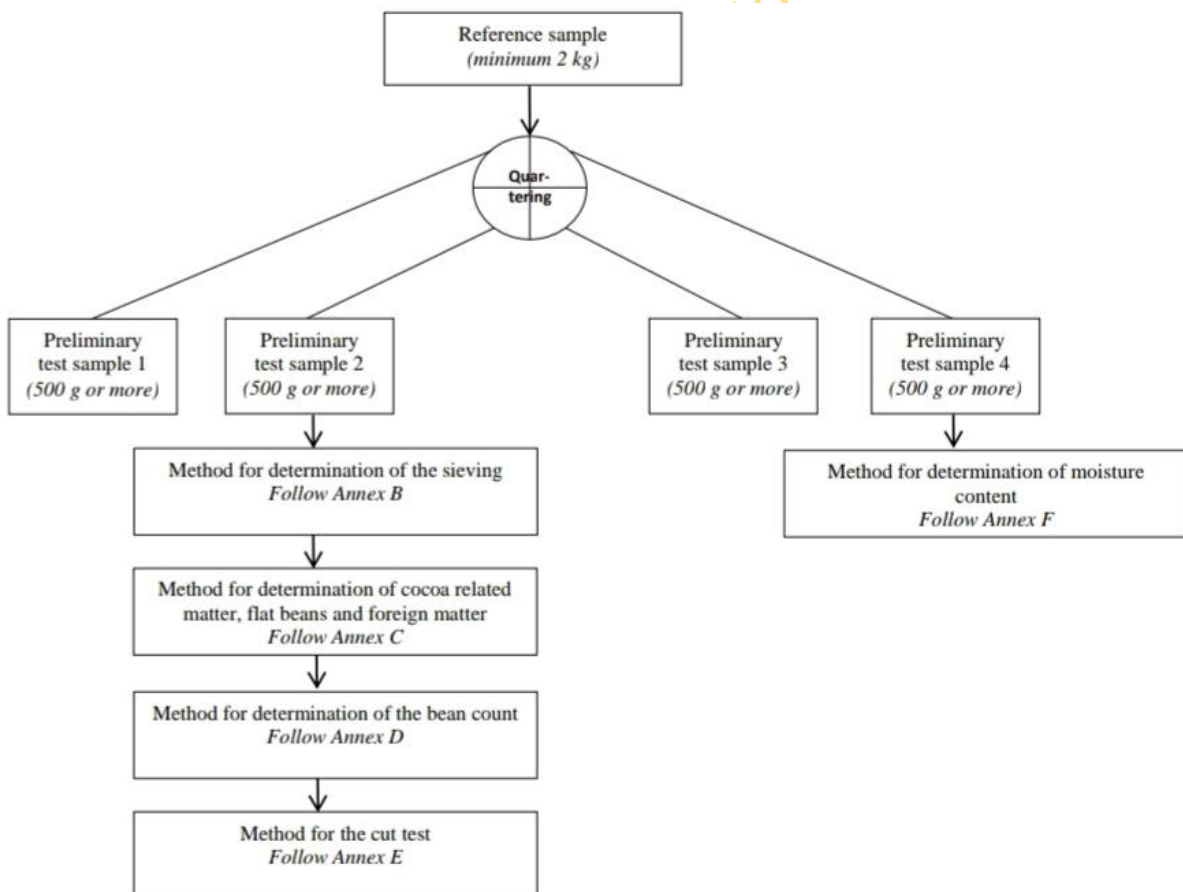 Reference sample
(minimum 2 kg)
Quar-
tering
Preliminary
test sample 1
(500 g or more)
Preliminary
test sample 2
(500 g or more)
Preliminary
test sample 3
(500 g or more)
Preliminary
test sample 4
(500 g or more)
Method for determination of the sieving
Follow Annex B
Method for determination of cocoa related
matter, flat beans and foreign matter
Follow Annex C
Method for determination of the bean count
Follow Annex D
Method for the cut test
Follow Annex E
Method for determination of moisture
content
Follow Annex F